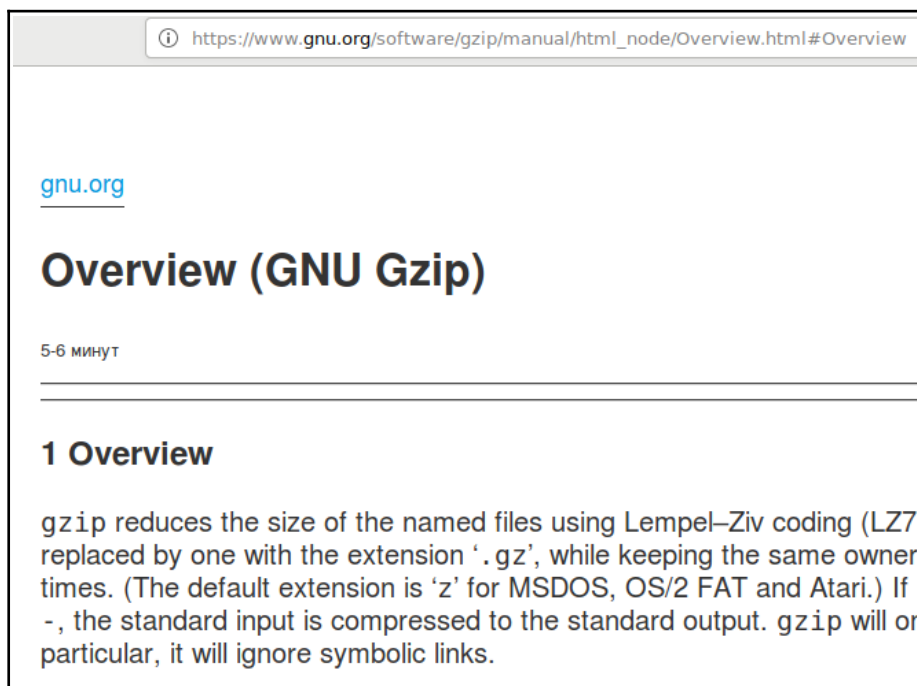 https://www.gnu.org/software/gzip/manual/html_node/Overview.html#Overview
gnu.org
Overview (GNU Gzip)
5-6 минут
1 Overview
gzip reduces the size of the named files using Lempel–Ziv coding (LZ7
replaced by one with the extension ‘.gz’, while keeping the same owner
times. (The default extension is ‘z’ for MSDOS, OS/2 FAT and Atari.) If
-, the standard input is compressed to the standard output. gzip will
particular, it will ignore symbolic links.